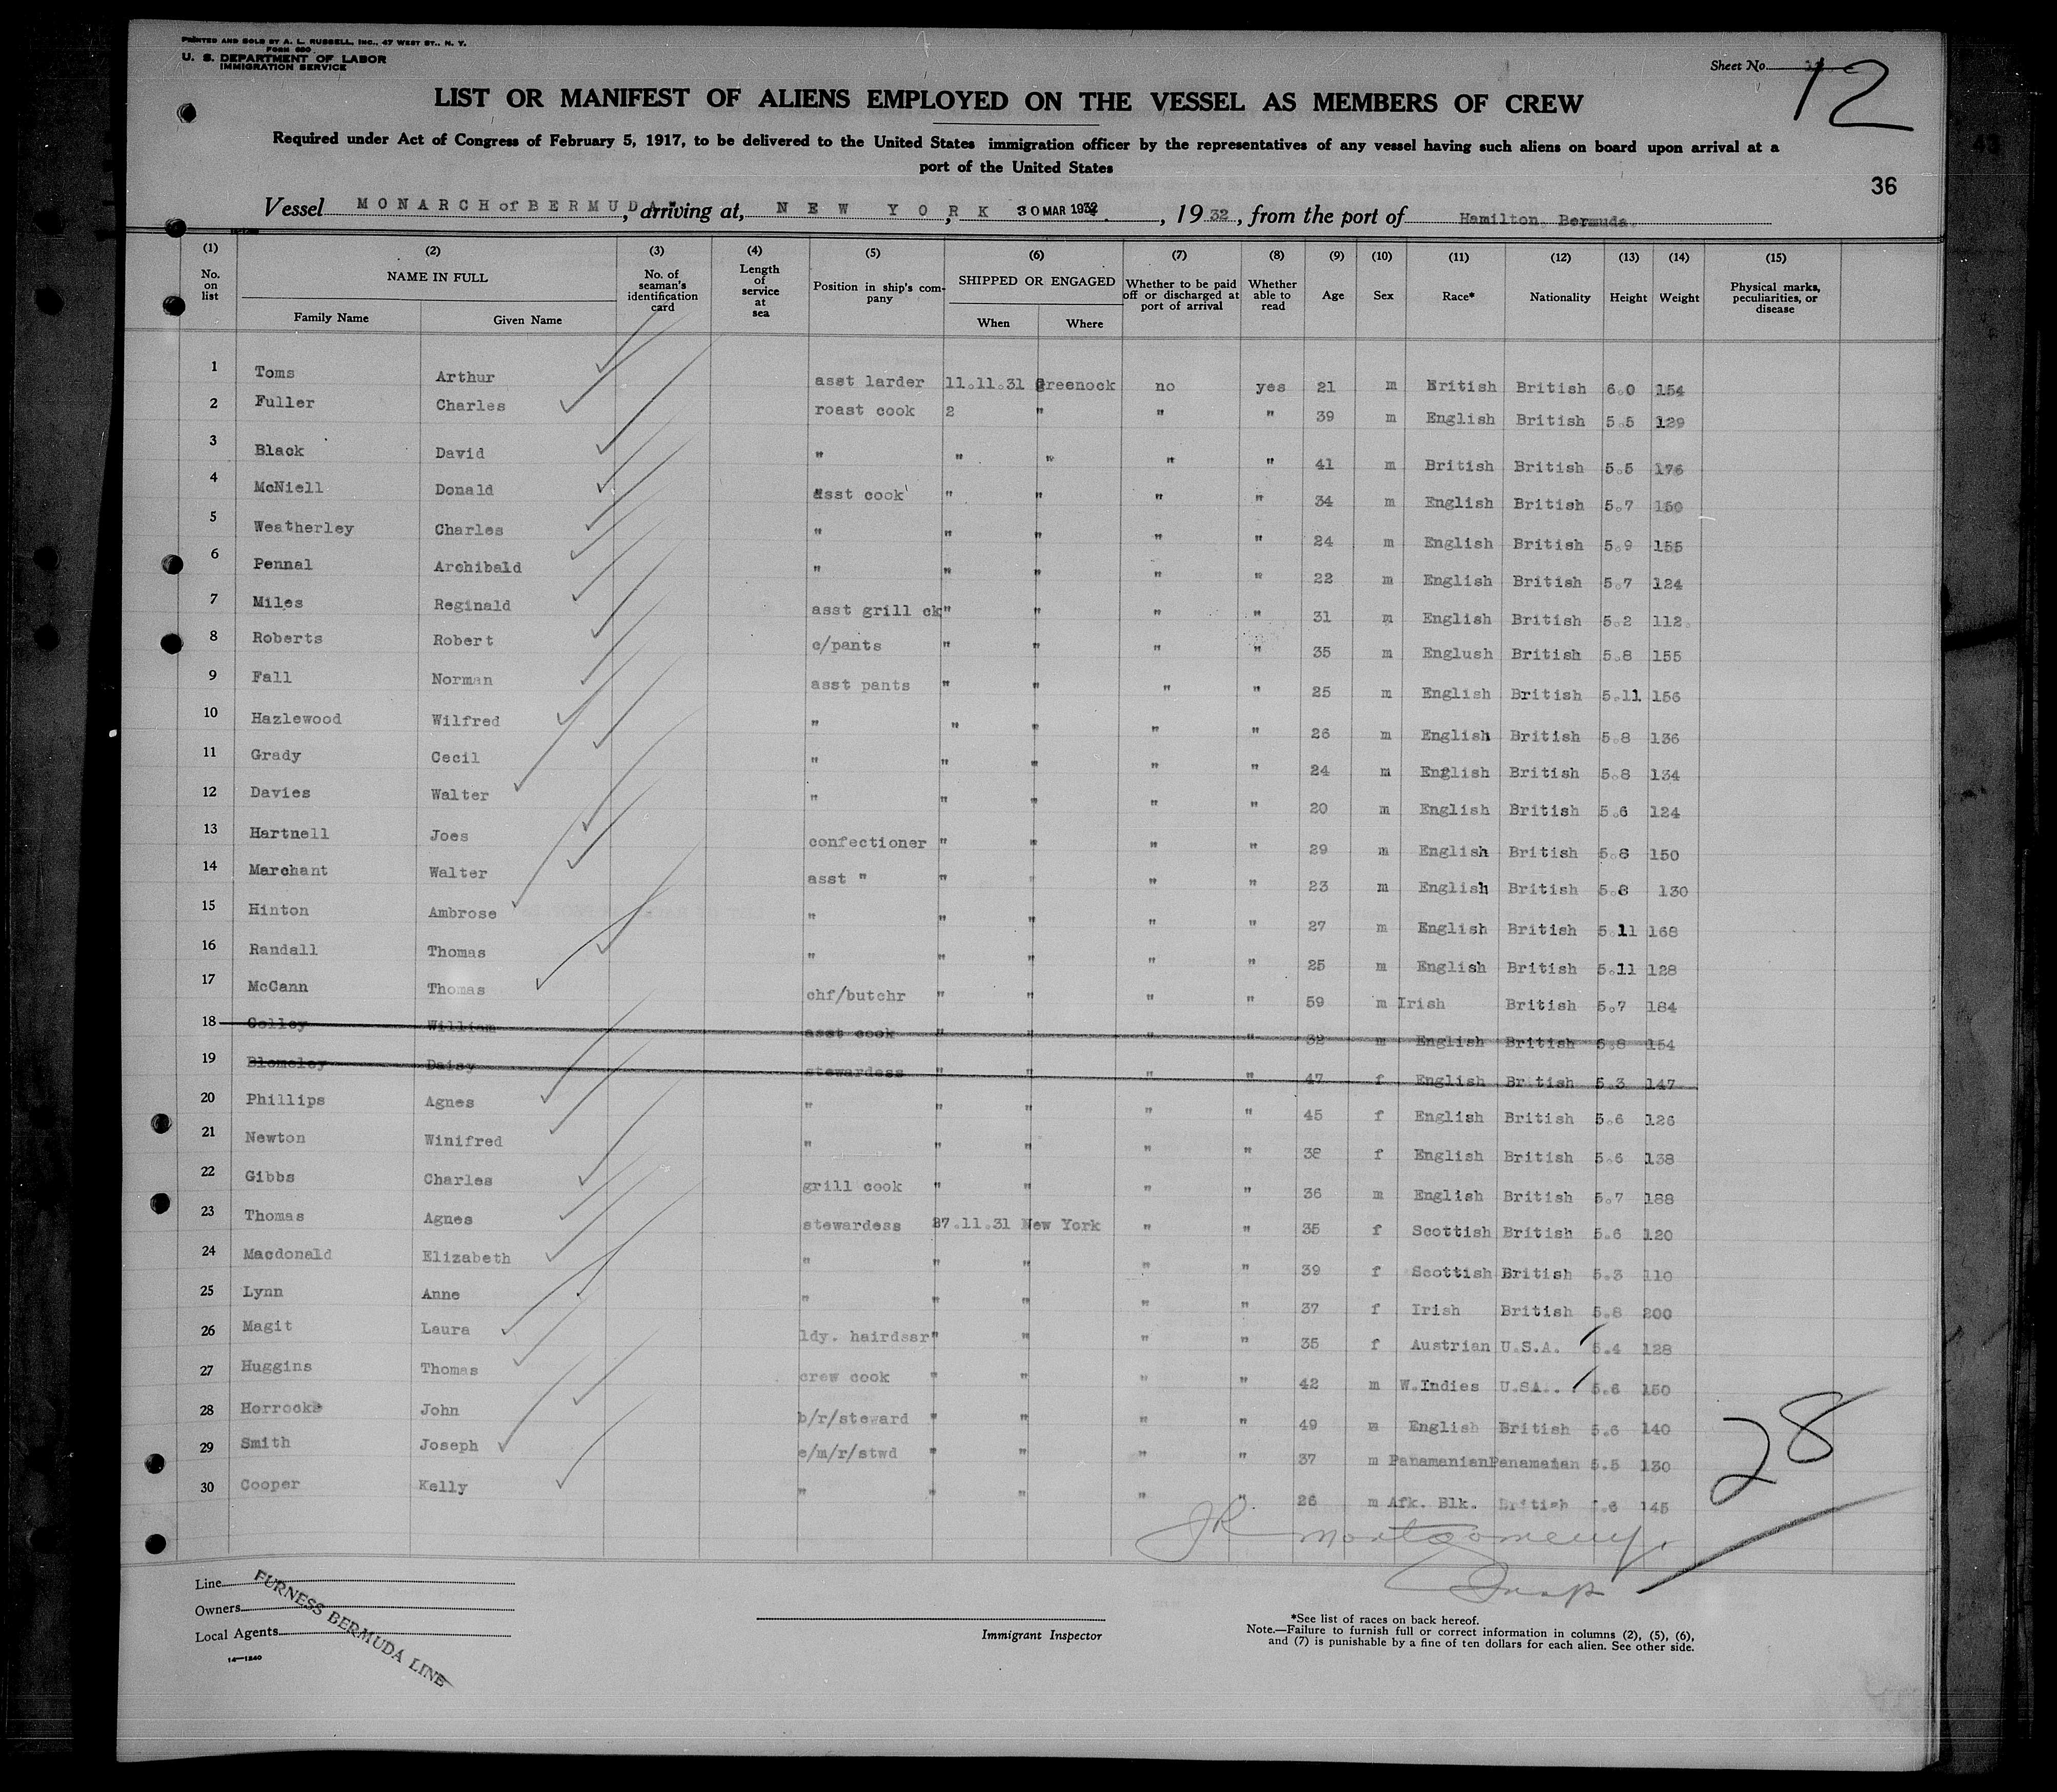 PRINTED AND SOLD BY A. L. RUSSELL, INC., 47 WEST ST., N. Y.
FORM 680
U. S. DEPARTMENT OF LABOR
IMMIGRATION SERVICE
Sheet No.
12
LIST OR MANIFEST OF ALIENS EMPLOYED ON THE VESSEL AS MEMBERS OF CREW
Required under Act of Congress of February 5, 1917, to be delivered to the United States immigration officer by the representatives of any vessel having such aliens on board upon arrival at a
port of the United States
36
Vessel MONARCH of BERMUDA, arriving at, NEW YORK, 30 MAR 1932, 1932, from the port of Hamilton Bermuda.
(1) (2) (3) (4) (5) (6) (7) (8) (9) (10) (11) (12) (13) (14) (15)
No. on list NAME IN FULL Family Name Given Name No. of seaman's identification card Length of service at sea Position in ship's company SHIPPED OR ENGAGED When Where Whether to be paid off or discharged at port of arrival Whether able to read Age Sex Race* Nationality Height Weight Physical marks, peculiarities, or disease
1 Toms Arthur asst larder 11.11.31 Greenock no yes 21 m British British 6.0 154
2 Fuller Charles roast cook 2 " " " 39 m English British 5.5 129
3 Black David " " " " " 41 m British British 5.5 176
4 McNiell Donald asst cook " " " " 34 m English British 5.7 150
5 Weatherley Charles " " " " " 24 m English British 5.9 155
6 Pennal Archibald " " " " " 22 m English British 5.7 124
7 Miles Reginald asst grill ck " " " " 31 m English British 5.2 112
8 Roberts Robert c/pants " " " " 35 m Englush British 5.8 155
9 Fall Norman asst pants " " " " 25 m English British 5.11 156
10 Hazlewood Wilfred " " " " " 26 m English British 5.8 136
11 Grady Cecil " " " " " 24 m English British 5.8 134
12 Davies Walter " " " " " 20 m English British 5.6 124
13 Hartnell Joes confectioner " " " " 29 m English British 5.8 150
14 Marchant Walter asst " " " " " 23 m English British 5.8 130
15 Hinton Ambrose " " " " " 27 m English British 5.11 168
16 Randall Thomas " " " " " 25 m English British 5.11 128
17 McCann Thomas chf/butchr " " " " 59 m Irish British 5.7 184
18 Colley William asst cook " " " " 32 m English British 5.8 154
19 Blomeley Daisy stewardess " " " " 47 f English British 5.3 147
20 Phillips Agnes " " " " " 45 f English British 5.6 126
21 Newton Winifred " " " " " 38 f English British 5.6 138
22 Gibbs Charles grill cook " " " " 36 m English British 5.7 188
23 Thomas Agnes stewardess 27.11.31 New York " " 35 f Scottish British 5.6 120
24 Macdonald Elizabeth " " " " " 39 f Scottish British 5.3 110
25 Lynn Anne " " " " " 37 f Irish British 5.8 200
26 Magit Laura ldy. hairdssr " " " " 35 f Austrian U.S.A. 5.4 128
27 Huggins Thomas crew cook " " " " 42 m W.Indies U.SA.. 5.6 150
28 Horrocks John b/r/steward " " " " 49 m English British 5.6 140
29 Smith Joseph e/m/r/stwd " " " " 37 m Panamanian Panamaian 5.5 130
30 Cooper Kelly " " " " " 26 m Afk. Blk. British .6 145
28
JR Montgomery.
Insp
Line
Owners
Local Agents
FURNESS BERMUDA LINE
14—1240
Immigrant Inspector
*See list of races on back hereof.
Note.—Failure to furnish full or correct information in columns (2), (5), (6),
and (7) is punishable by a fine of ten dollars for each alien. See other side.